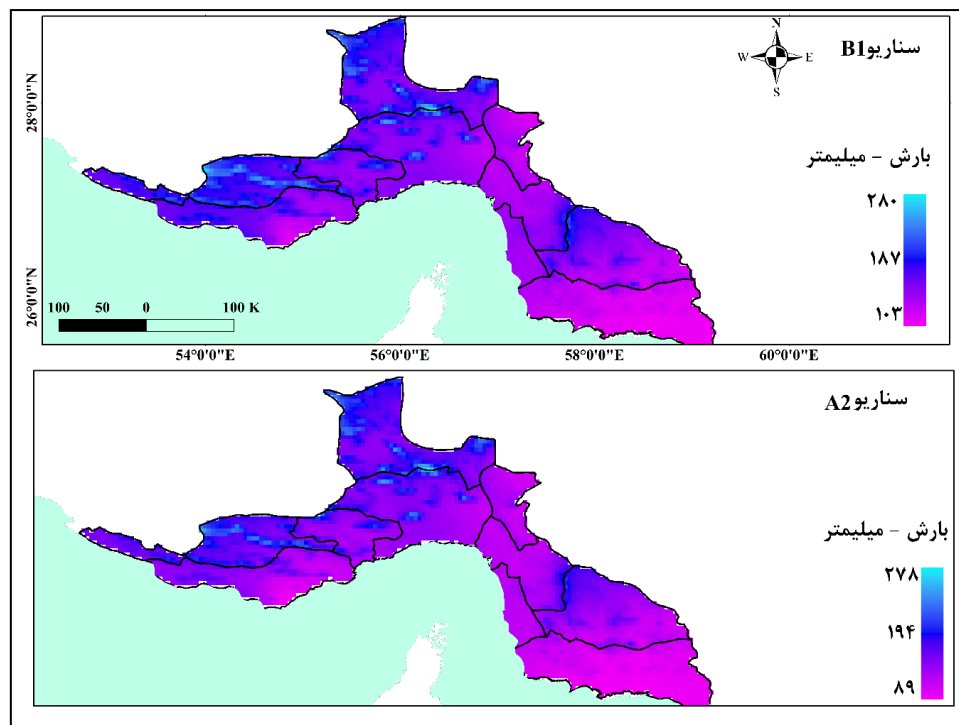 سناریوB1
N
W E
S
28°0'0"N
بارش - میلیمتر
۲۸۰
۱۸۷
۱۰۳
26°0'0"N
100 50 0 100 K
54°0'0"E 56°0'0"E 58°0'0"E 60°0'0"E
سناریوA2
بارش - میلیمتر
۲۷۸
۱۹۴
۸۹